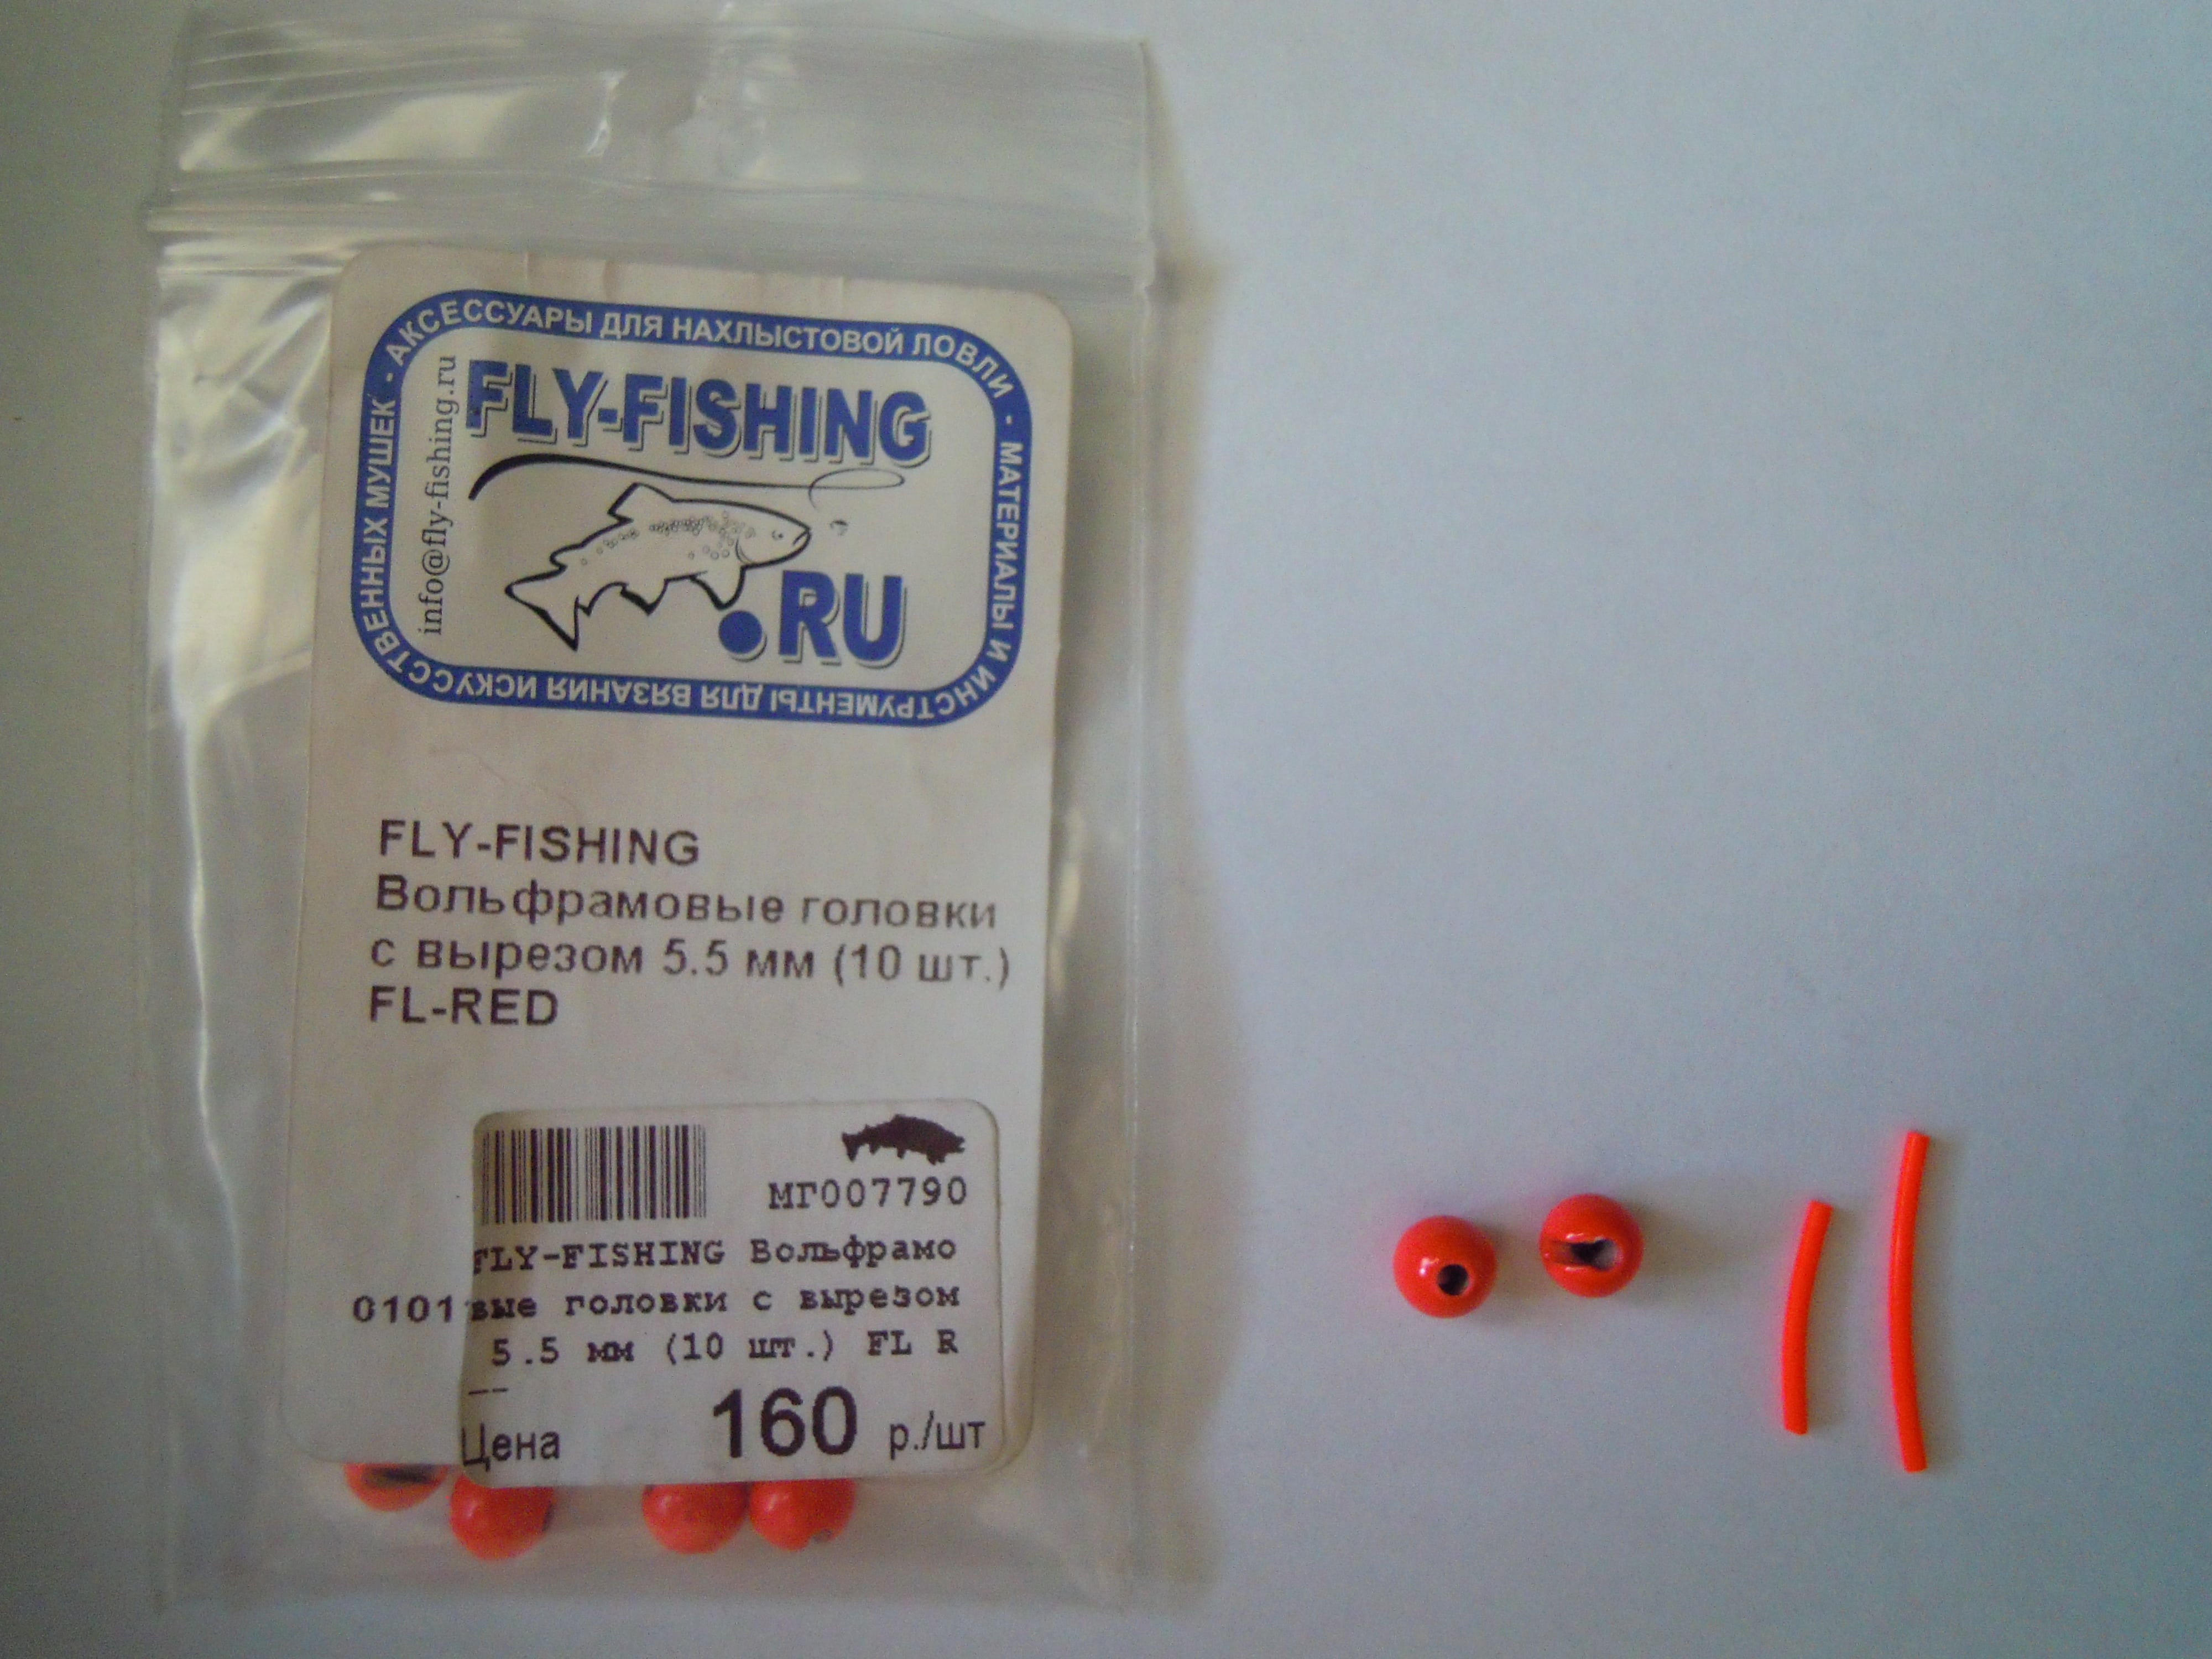 АКСЕССУАРЫ ДЛЯ НАХЛЫСТОВОЙ ЛОВЛИ - МАТЕРИАЛЫ И ИНСТРУМЕНТЫ ДЛЯ ВЯЗАНИЯ ИСКУССТВЕННЫХ МУШЕК -
info@fly-fishing.ru
FLY-FISHING
.RU
FLY-FISHING
Вольфрамовые головки
с вырезом 5.5 мм (10 шт.)
FL-RED
МГ007790
FLY-FISHING Вольфрамо
0101
вые головки с вырезом
5.5 мм (10 шт.) FL R
Цена 160 р./шт